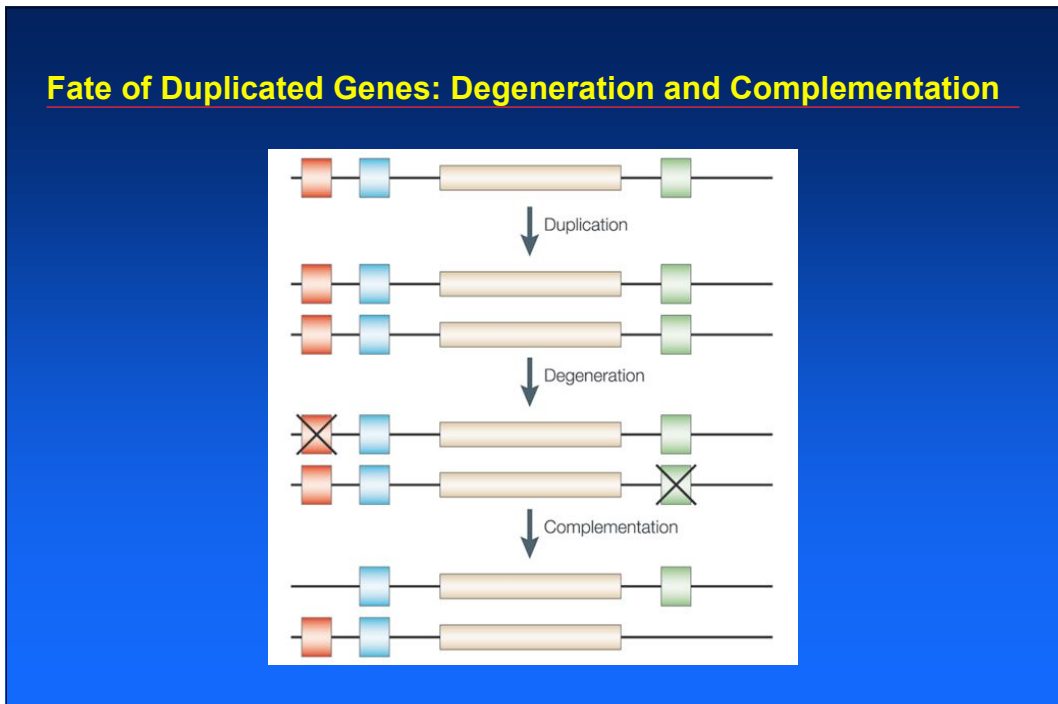 Fate of Duplicated Genes: Degeneration and Complementation
Duplication
Degeneration
Complementation